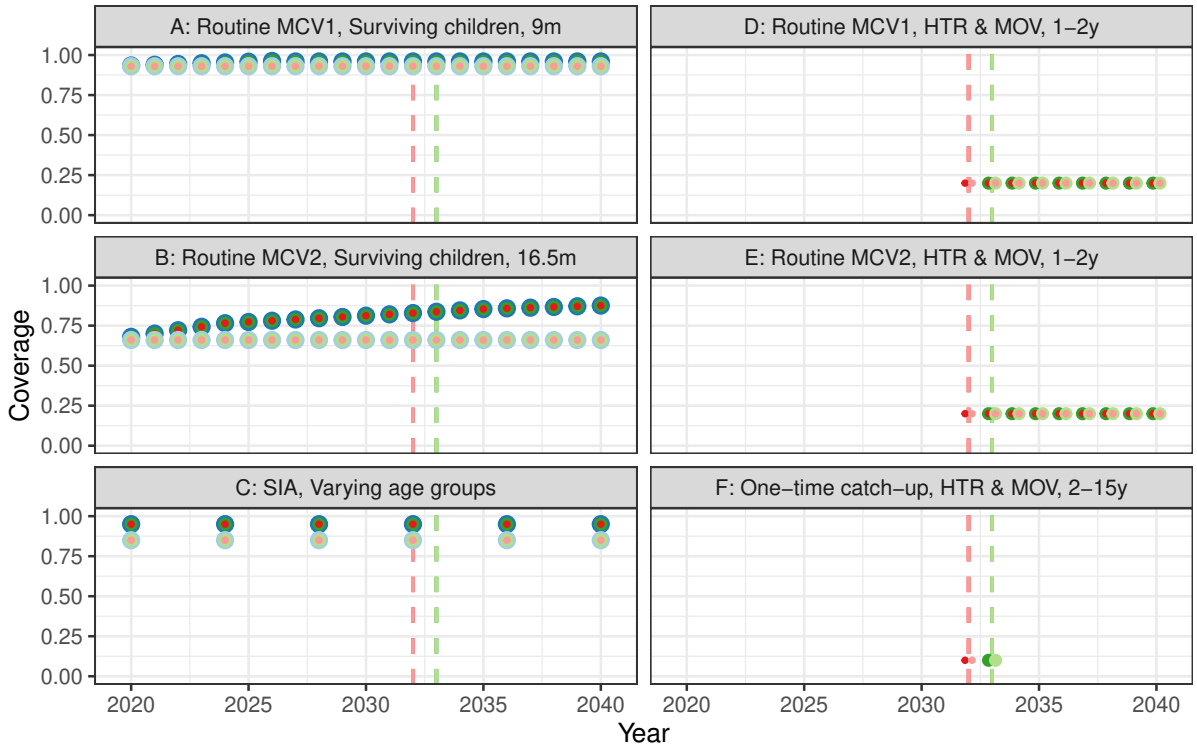 A: Routine MCV1, Surviving children, 9m
D: Routine MCV1, HTR & MOV, 1−2y
1.00
0.75
0.50
0.25
0.00
B: Routine MCV2, Surviving children, 16.5m
E: Routine MCV2, HTR & MOV, 1−2y
1.00
0.75
0.50
0.25
0.00
Coverage
C: SIA, Varying age groups
F: One−time catch−up, HTR & MOV, 2−15y
1.00
0.75
0.50
0.25
0.00
2020 2025 2030 2035 2040
2020 2025 2030 2035 2040
Year